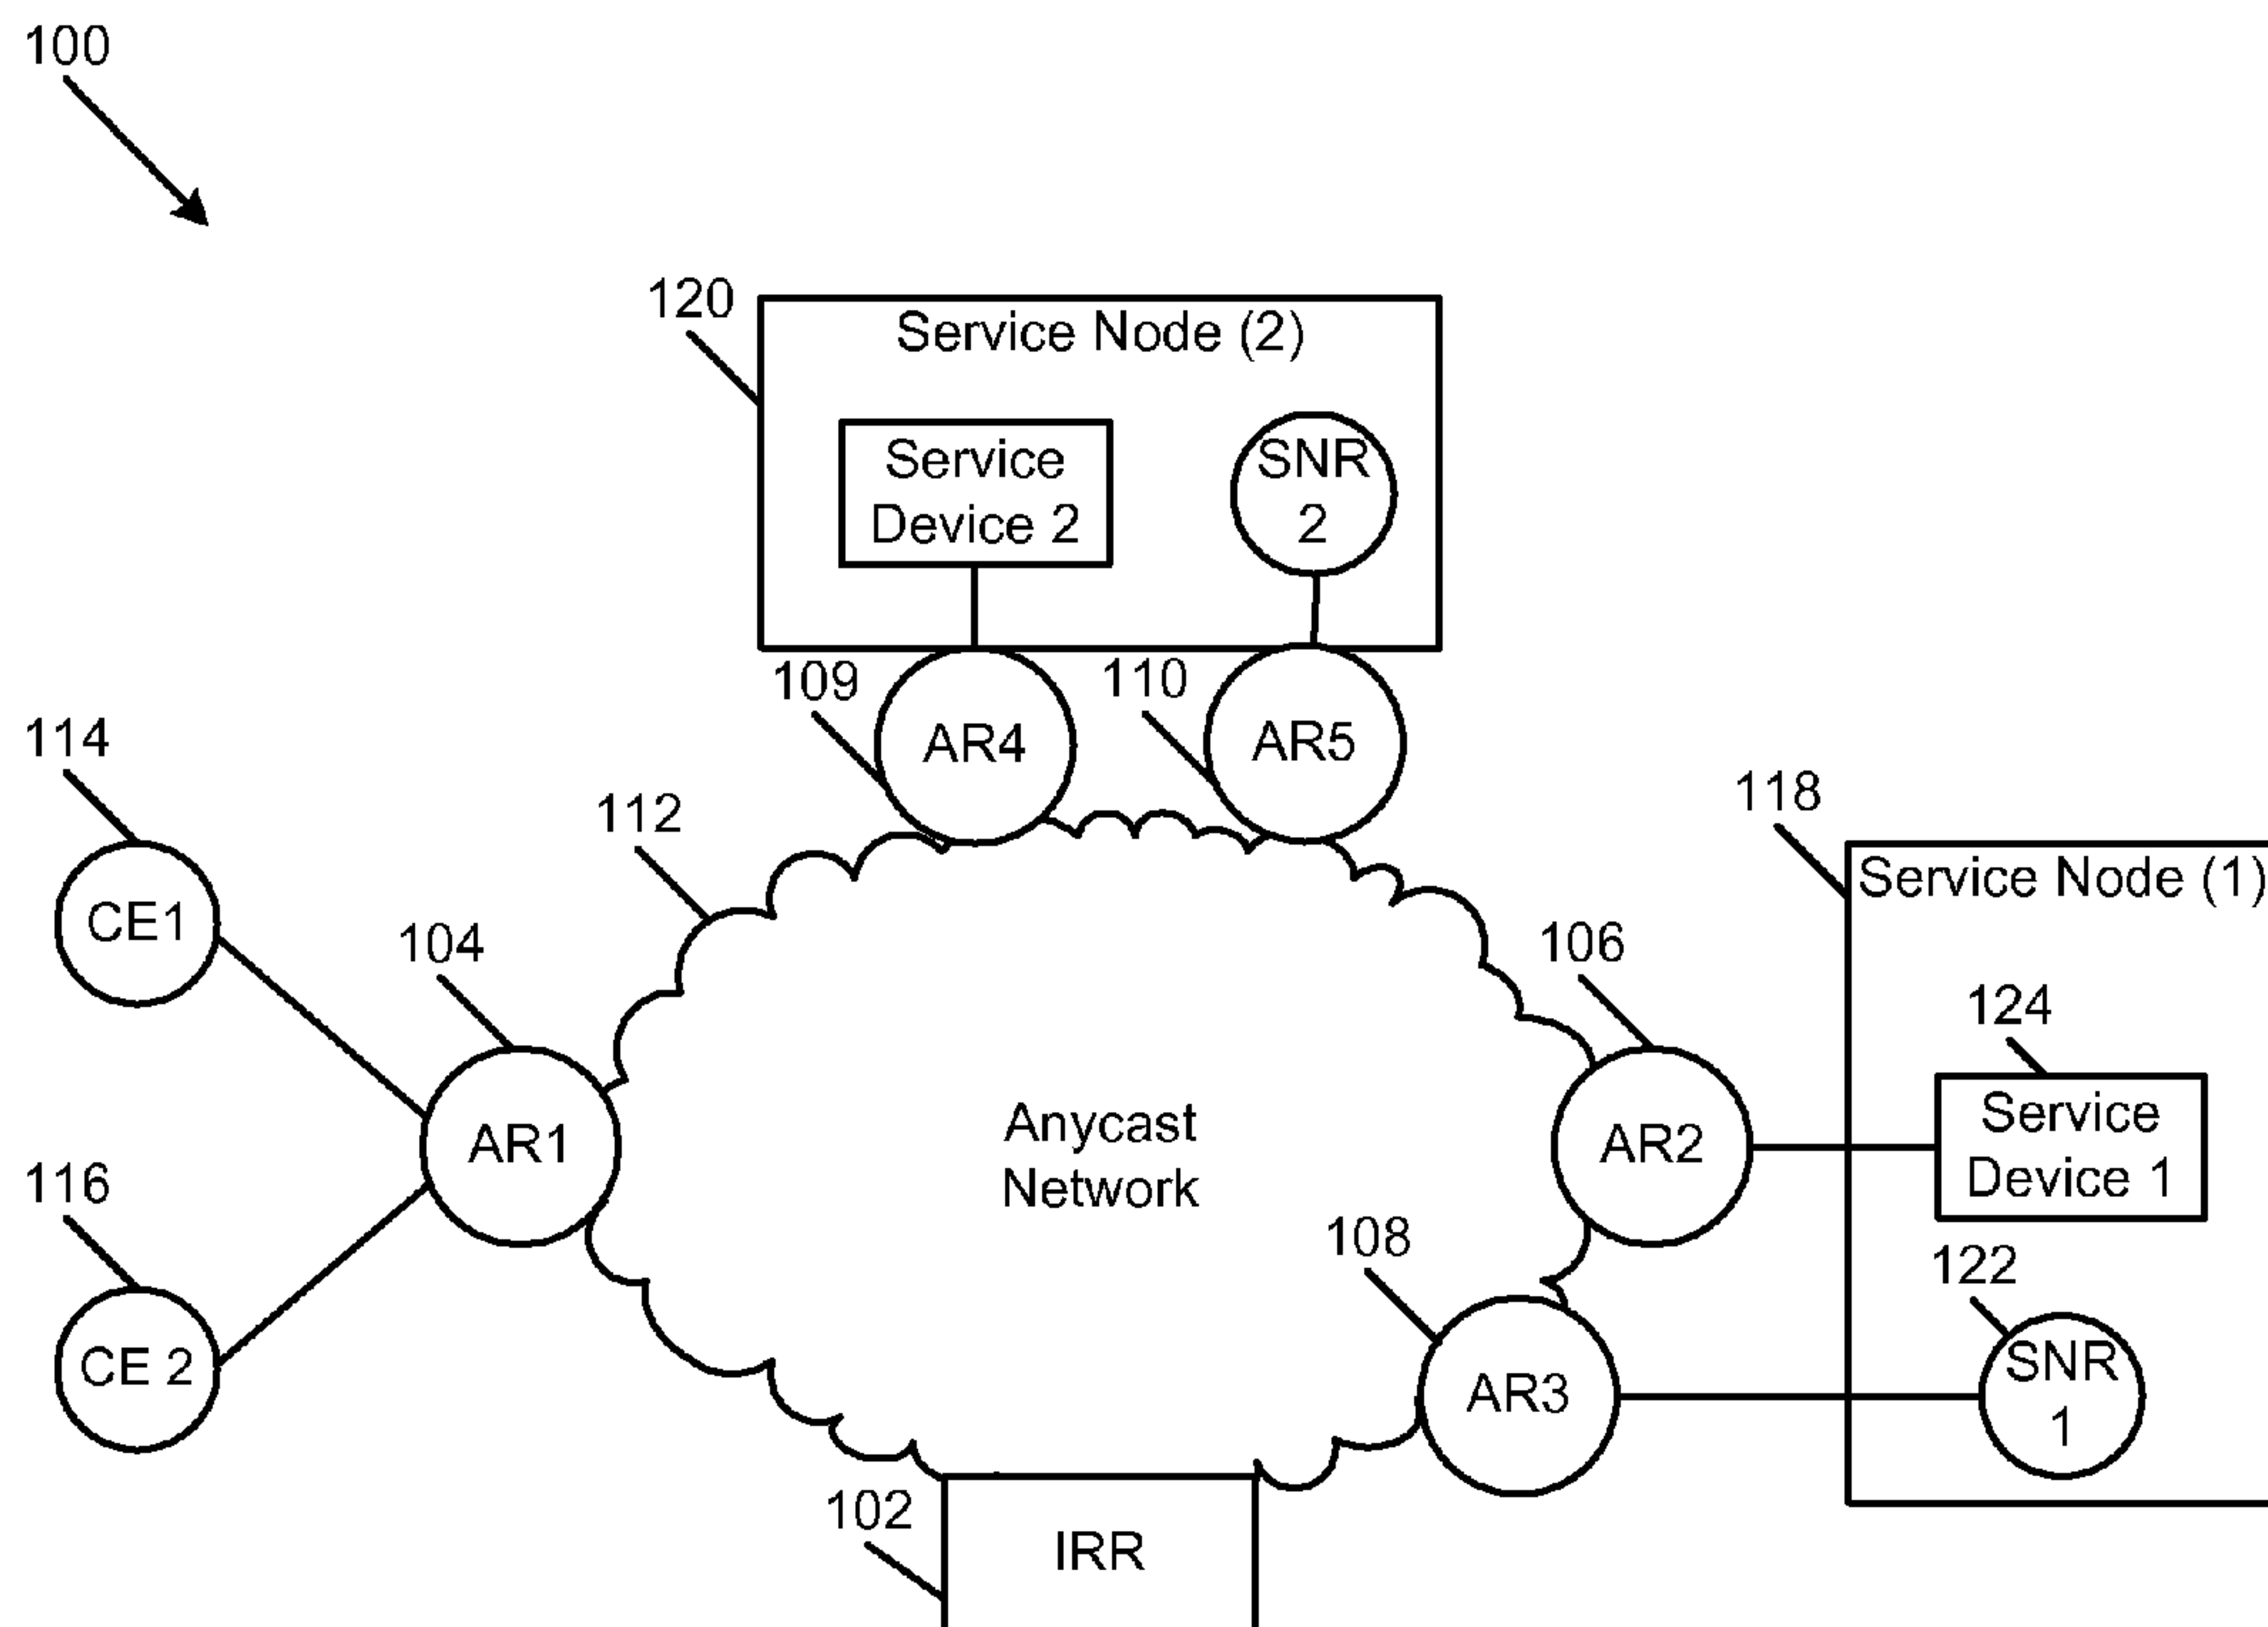 100
120
Service Node (2)
Service
Device 2
SNR
2
109
110
AR4
AR5
114
112
118
CE1
Service Node (1)
104
106
124
Service
Device 1
Anycast
Network
AR1
AR2
116
108
122
CE 2
SNR
1
AR3
102
IRR